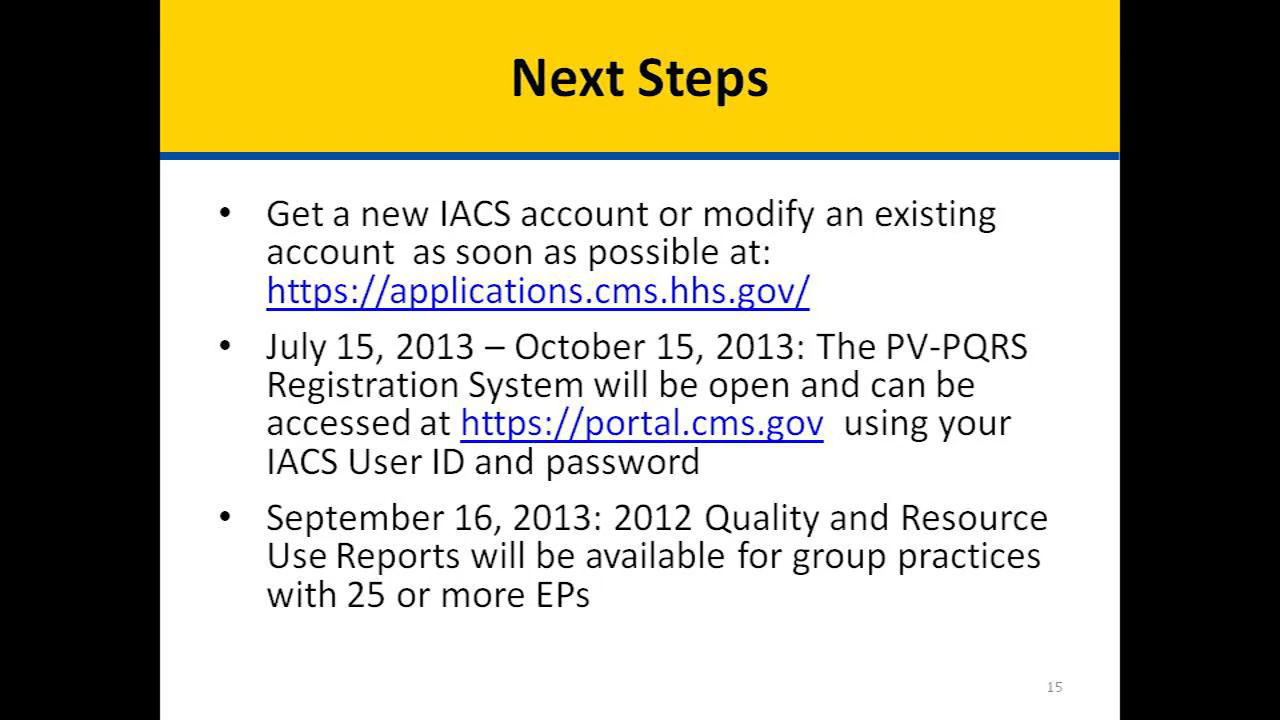 Next Steps
• Get a new IACS account or modify an existing
account as soon as possible at:
https://applications.cms.hhs.gov/
• July 15, 2013 – October 15, 2013: The PV-PQRS
Registration System will be open and can be
accessed at https://portal.cms.gov using your
IACS User ID and password
• September 16, 2013: 2012 Quality and Resource
Use Reports will be available for group practices
with 25 or more EPs
15